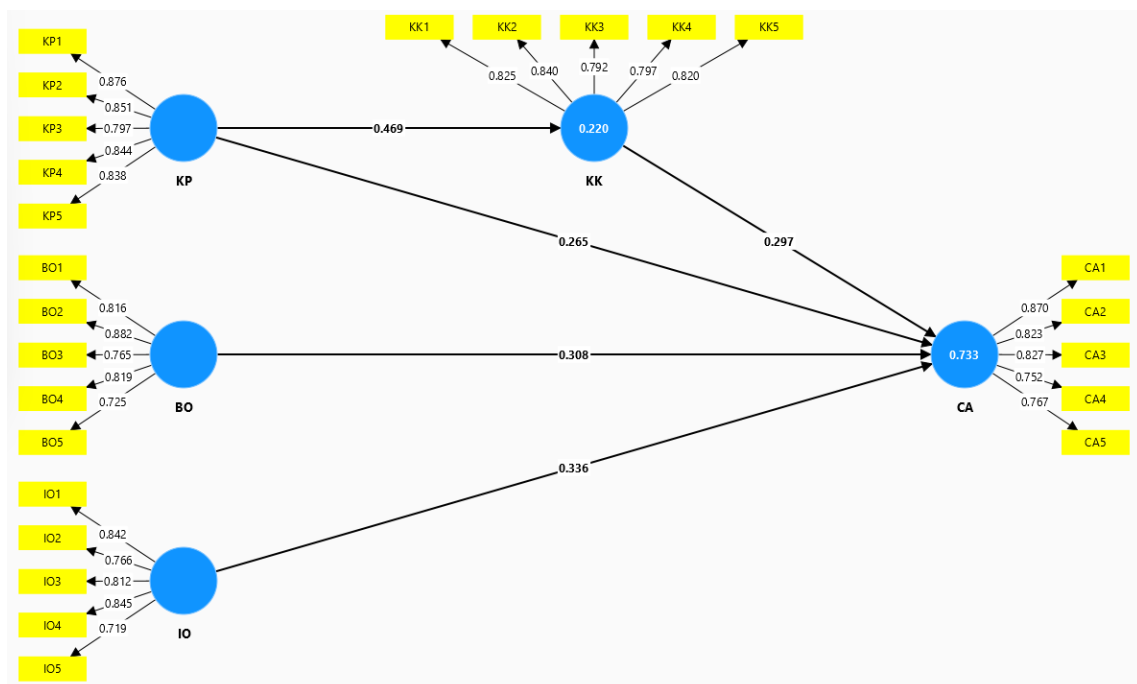 KK1 KK2 KK3 KK4 KK5
0.825 0.840 0.792 0.797 0.820
KP1
KP2
KP3
KP4
KP5
0.876
0.851
0.797
0.844
0.838
KP
0.469
0.220
KK
0.265
0.297
BO1
BO2
BO3
BO4
BO5
0.816
0.882
0.765
0.819
0.725
BO
0.308
0.733
CA
CA1
CA2
CA3
CA4
CA5
0.870
0.823
0.827
0.752
0.767
0.336
IO1
IO2
IO3
IO4
IO5
0.842
0.766
0.812
0.845
0.719
IO